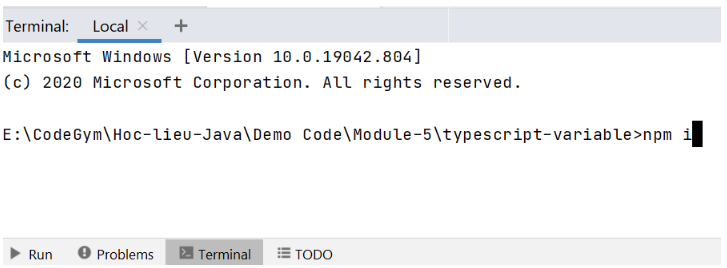 Terminal: Local × +
Microsoft Windows [Version 10.0.19042.804]
(c) 2020 Microsoft Corporation. All rights reserved.
E:\CodeGym\Hoc-lieu-Java\Demo Code\Module-5\typescript-variable>npm i
Run Problems Terminal TODO